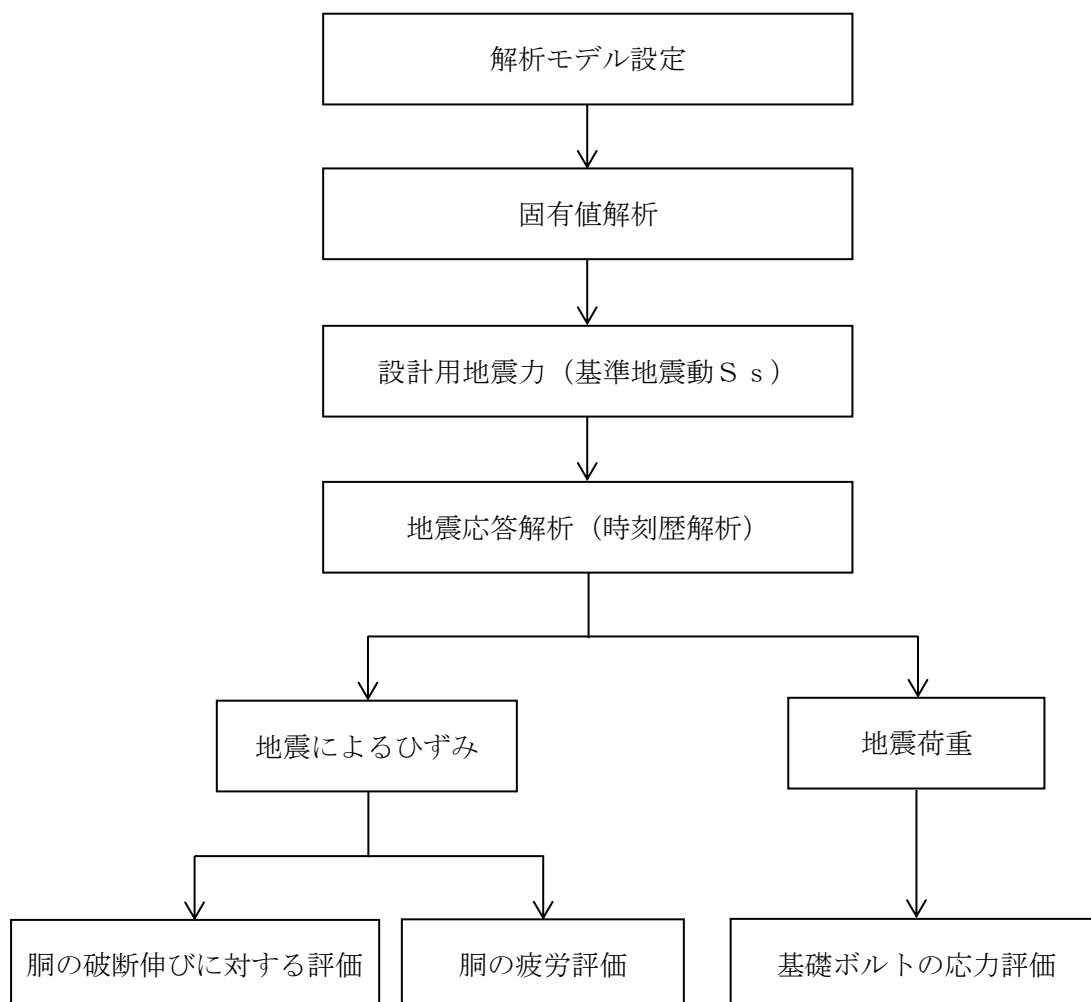 解析モデル設定
固有値解析
設計用地震力（基準地震動Ｓｓ）
地震応答解析（時刻歴解析）
地震によるひずみ
地震荷重
胴の破断伸びに対する評価
胴の疲労評価
基礎ボルトの応力評価